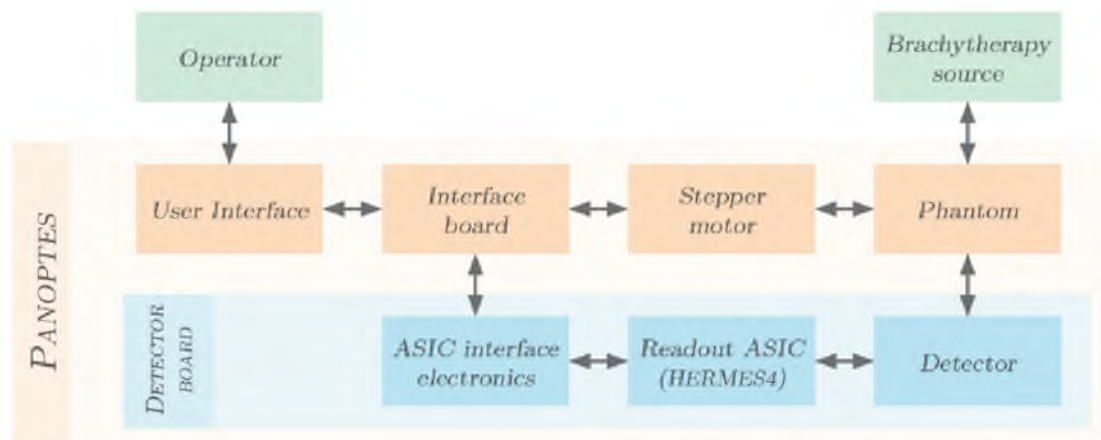 Operator
Brachytherapy
source
PANOPTES
User Interface
Interface
board
Stepper
motor
Phantom
DETECTOR
BOARD
ASIC interface
electronics
Readout ASIC
(HERMES4)
Detector